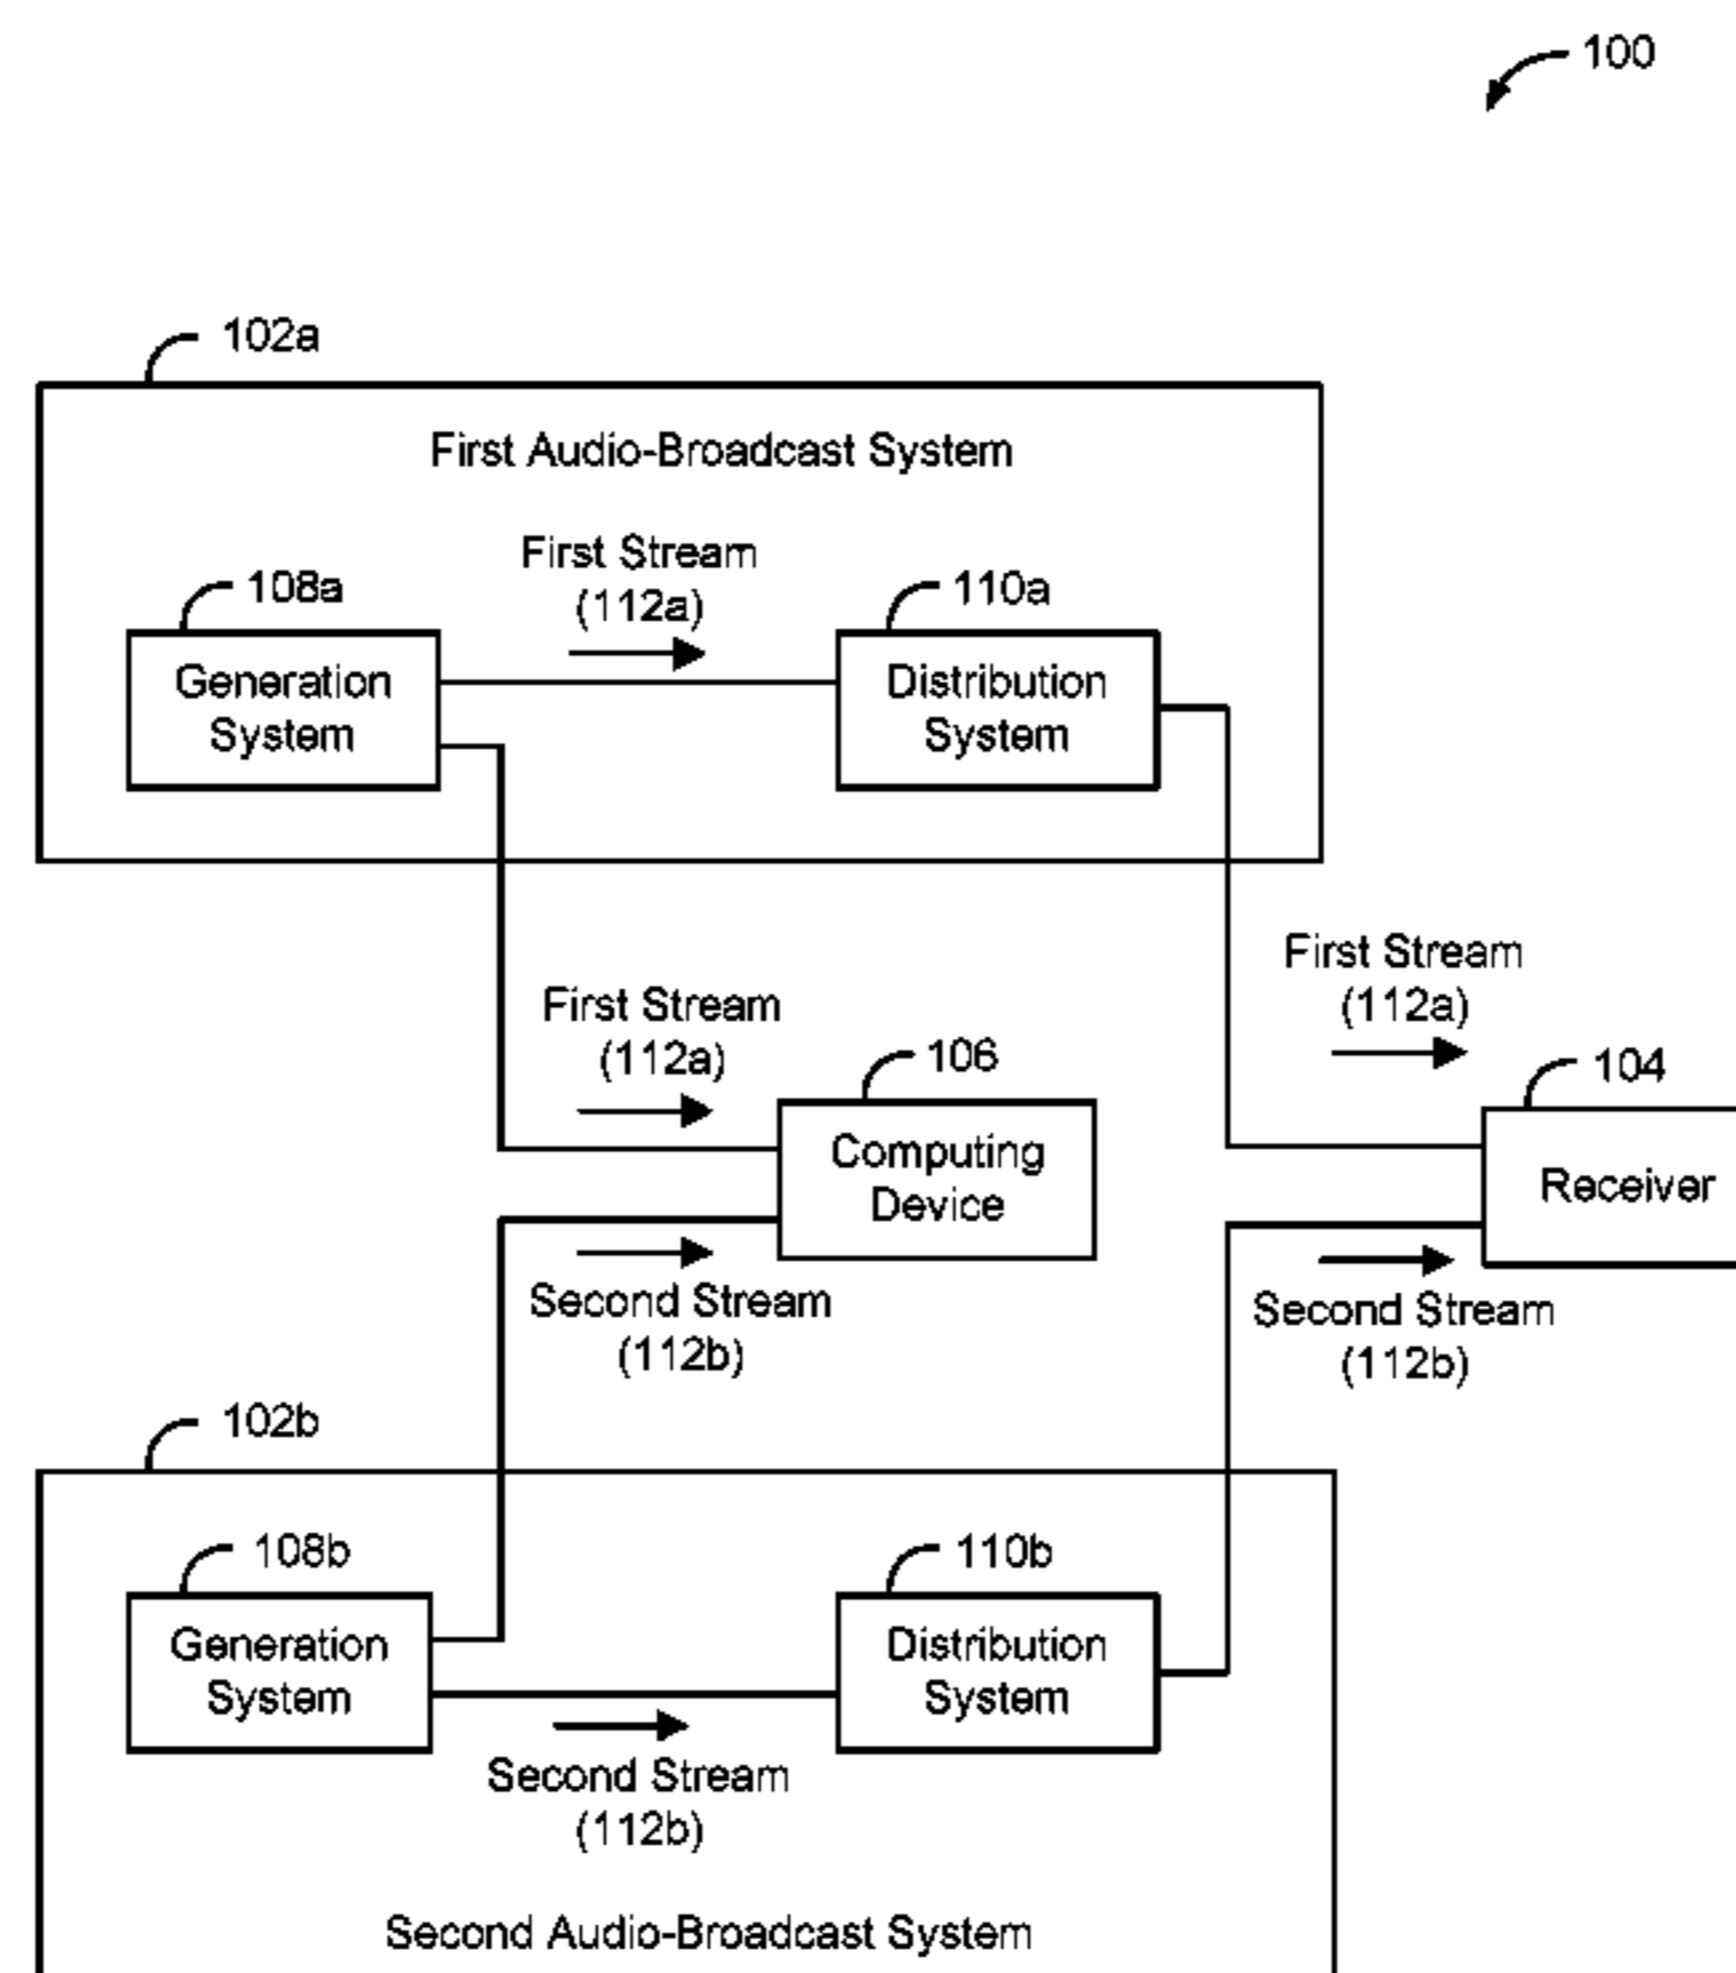 100
102a
First Audio-Broadcast System
First Stream
(112a)
108a
110a
Generation
System
Distribution
System
First Stream
(112a)
First Stream
(112a)
106
104
Computing
Device
Receiver
Second Stream
(112b)
Second Stream
(112b)
102b
108b
110b
Generation
System
Distribution
System
Second Stream
(112b)
Second Audio-Broadcast System